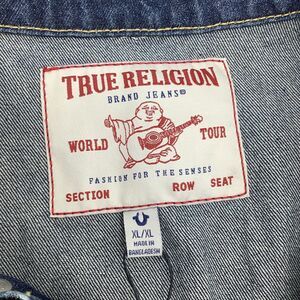 TRUE RELIGION
BRAND JEANS®
WORLD TOUR
FASHION FOR THE SENSES
SECTION ROW SEAT
XL/XL
MADE IN
BANGLADESH